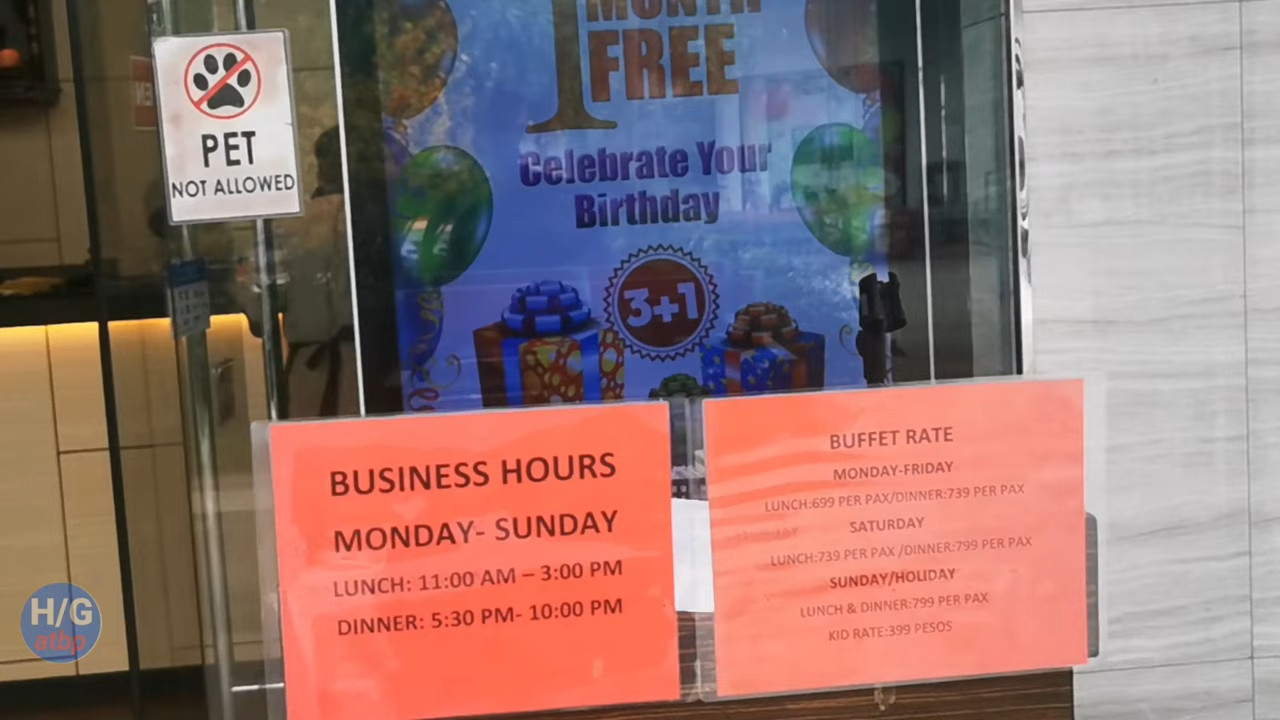 PET
NOT ALLOWED
1 MONTH
FREE
Celebrate Your
Birthday
3+1
BUSINESS HOURS
MONDAY- SUNDAY
LUNCH: 11:00 AM – 3:00 PM
DINNER: 5:30 PM- 10:00 PM
BUFFET RATE
MONDAY-FRIDAY
LUNCH:699 PER PAX/DINNER:739 PER PAX
SATURDAY
LUNCH:739 PER PAX /DINNER:799 PER PAX
SUNDAY/HOLIDAY
LUNCH & DINNER:799 PER PAX
KID RATE:399 PESOS
H/G
atbp